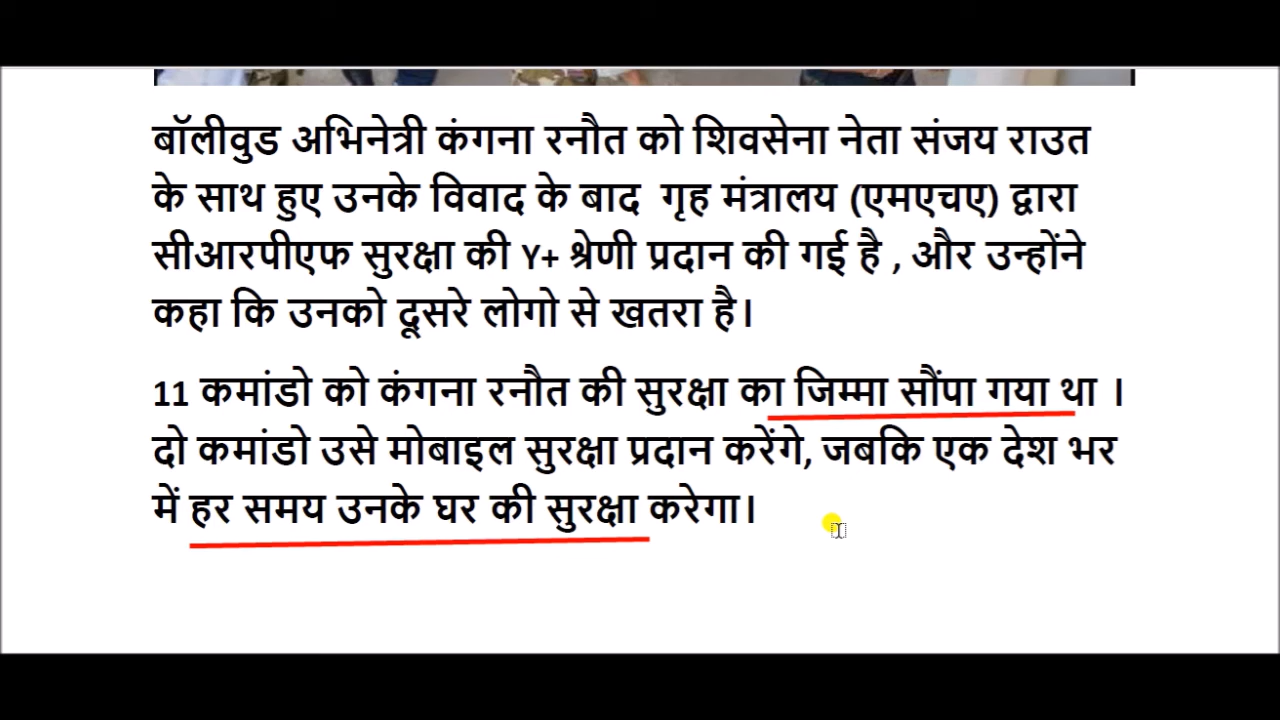 बॉलीवुड अभिनेत्री कंगना रनौत को शिवसेना नेता संजय राउत
के साथ हुए उनके विवाद के बाद गृह मंत्रालय (एमएचए) द्वारा
सीआरपीएफ सुरक्षा की Y+ श्रेणी प्रदान की गई है , और उन्होंने
कहा कि उनको दूसरे लोगो से खतरा है।
11 कमांडो को कंगना रनौत की सुरक्षा का जिम्मा सौंपा गया था ।
दो कमांडो उसे मोबाइल सुरक्षा प्रदान करेंगे, जबकि एक देश भर
में हर समय उनके घर की सुरक्षा करेगा।